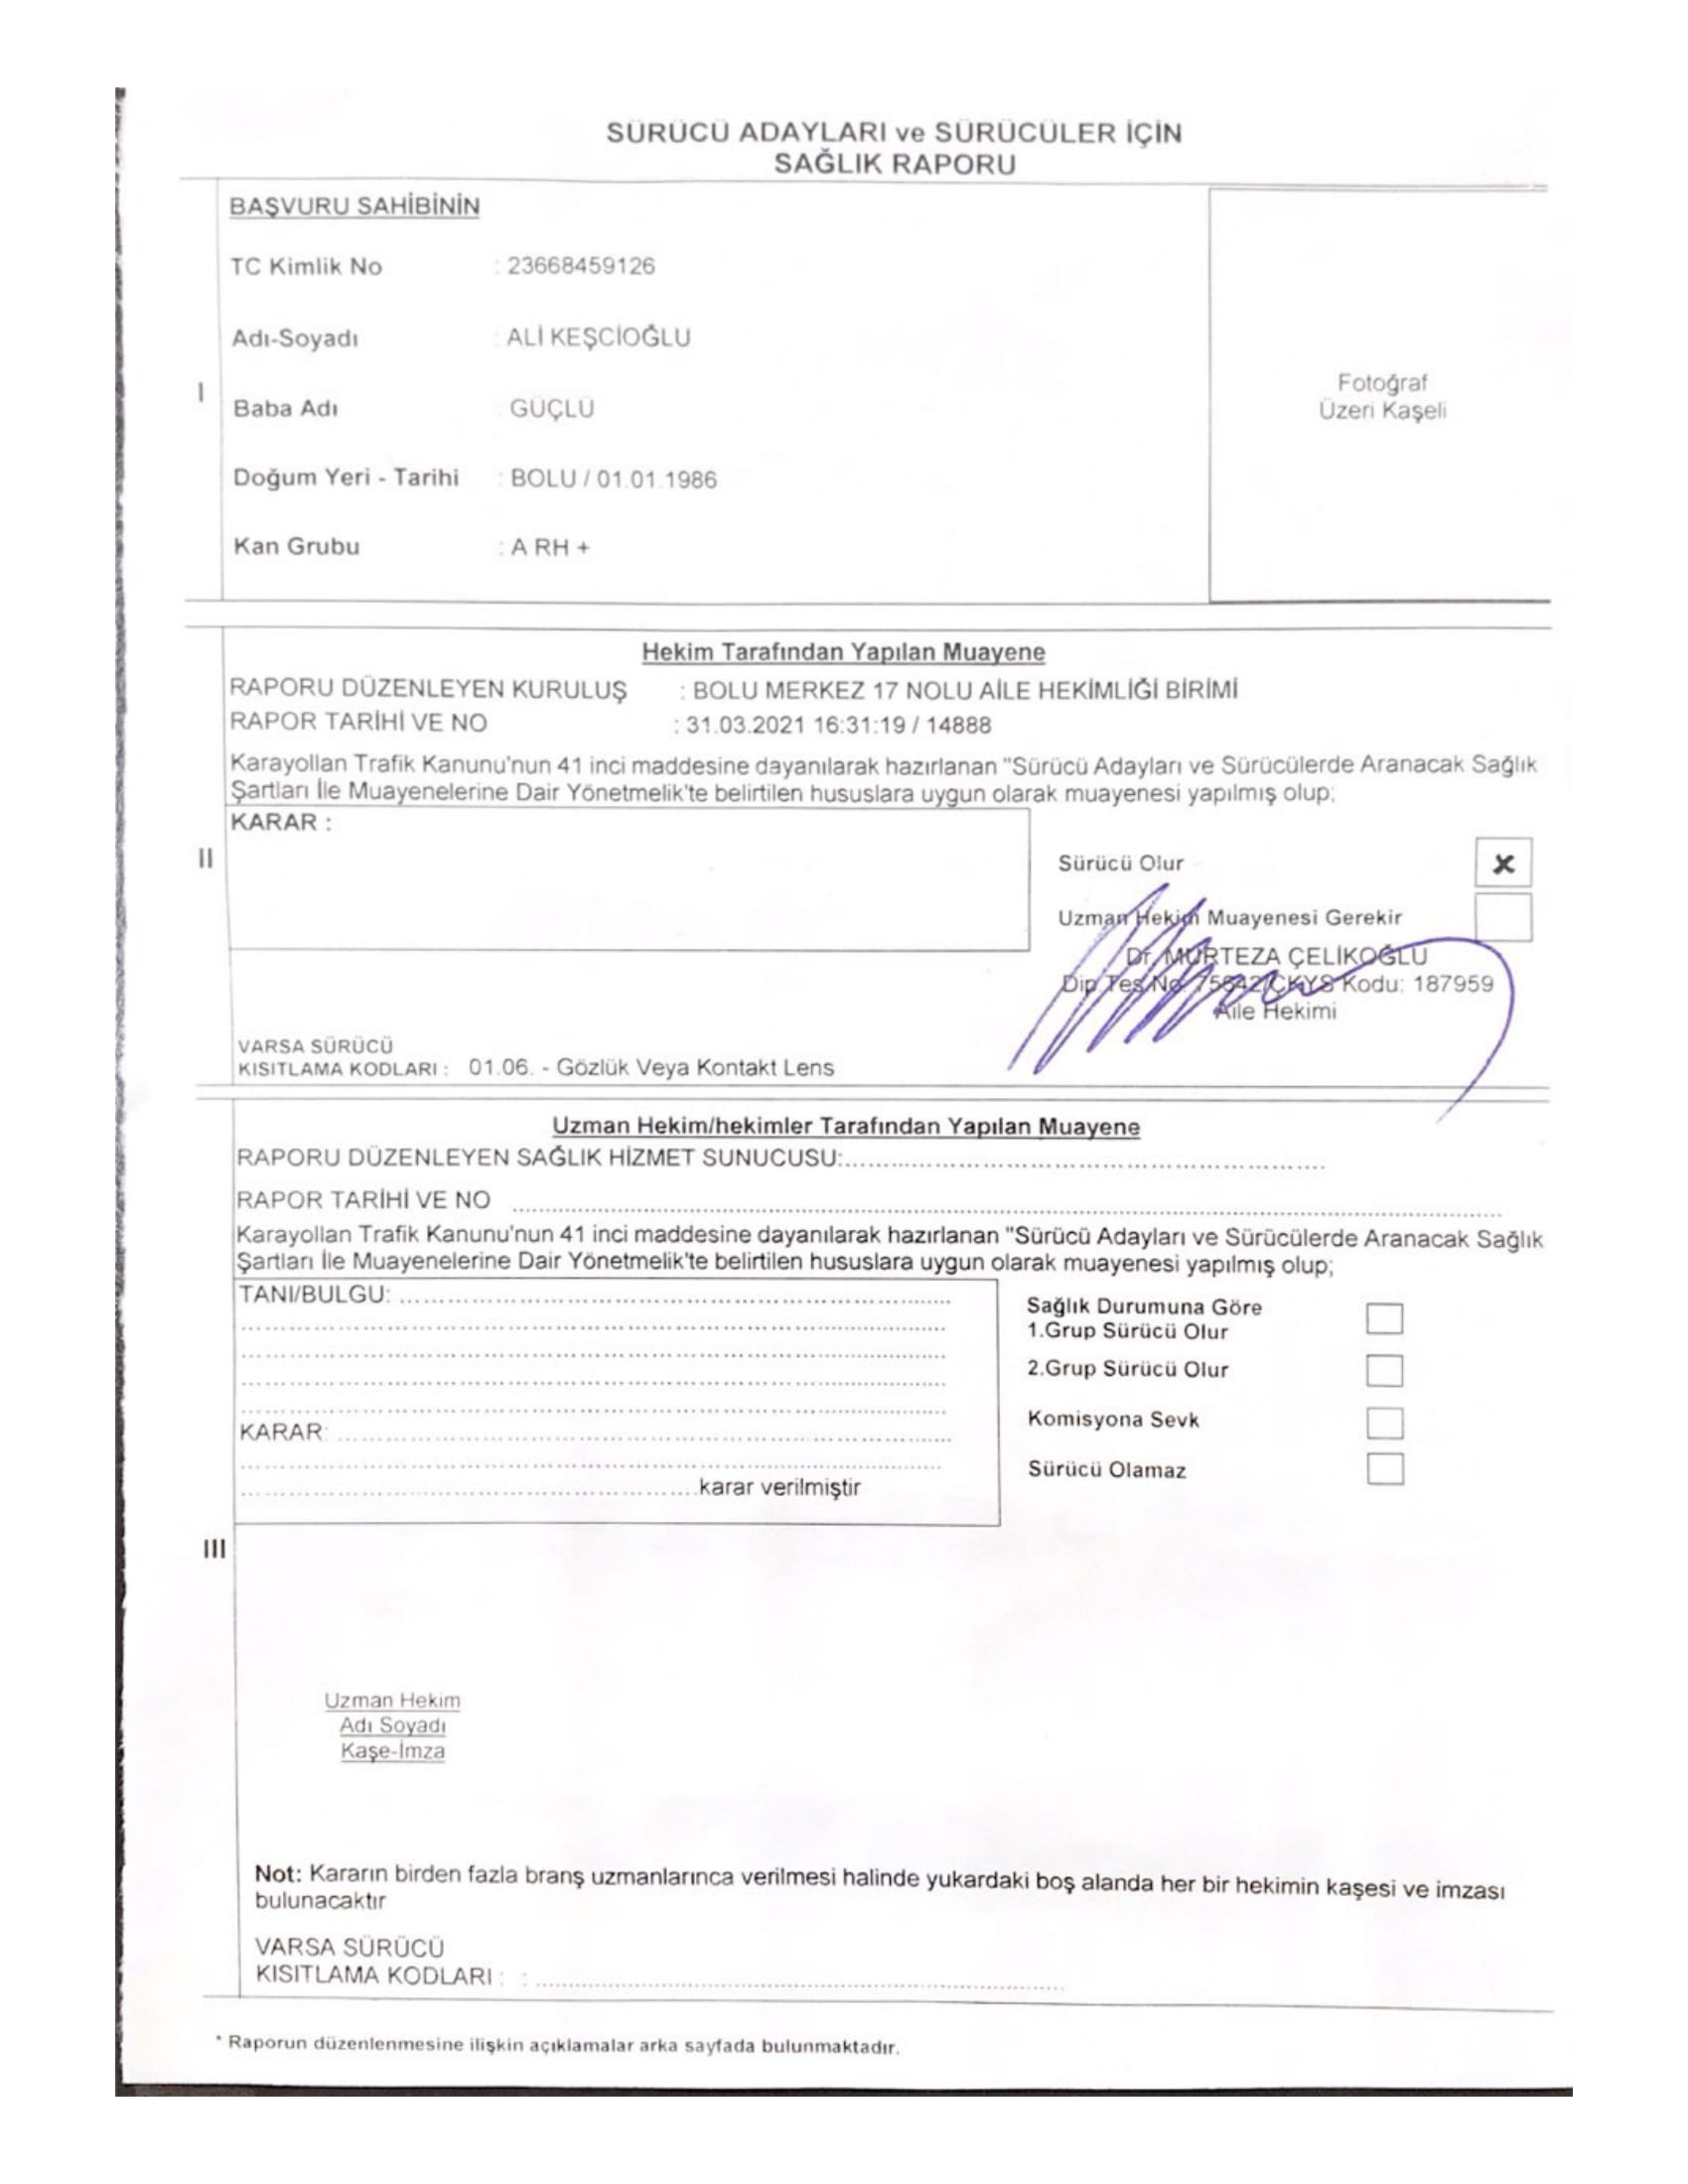 SÜRÜCÜ ADAYLARI ve SÜRÜCÜLER İÇİN
SAĞLIK RAPORU
BAŞVURU SAHİBİNİN
TC Kimlik No : 23668459126
Adı-Soyadı : ALİ KEŞCİOĞLU
I
Baba Adı : GÜÇLÜ
Doğum Yeri - Tarihi : BOLU / 01.01.1986
Kan Grubu : A RH +
Fotoğraf
Üzeri Kaşeli
Hekim Tarafından Yapılan Muayene
RAPORU DÜZENLEYEN KURULUŞ : BOLU MERKEZ 17 NOLU AİLE HEKİMLİĞİ BİRİMİ
RAPOR TARİHİ VE NO : 31.03.2021 16:31:19 / 14888
Karayolları Trafik Kanunu'nun 41 inci maddesine dayanılarak hazırlanan "Sürücü Adayları ve Sürücülerde Aranacak Sağlık
Şartları İle Muayenelerine Dair Yönetmelik'te belirtilen hususlara uygun olarak muayenesi yapılmış olup;
KARAR :
II
Sürücü Olur x
Uzman Hekim Muayenesi Gerekir
Dr. MURTEZA ÇELİKOĞLU
Dip Tes No: 75642 ÇKYS Kodu: 187959
Aile Hekimi
VARSA SÜRÜCÜ
KISITLAMA KODLARI : 01.06. - Gözlük Veya Kontakt Lens
Uzman Hekim/hekimler Tarafından Yapılan Muayene
RAPORU DÜZENLEYEN SAĞLIK HİZMET SUNUCUSU:
RAPOR TARİHİ VE NO
Karayolları Trafik Kanunu'nun 41 inci maddesine dayanılarak hazırlanan "Sürücü Adayları ve Sürücülerde Aranacak Sağlık
Şartları İle Muayenelerine Dair Yönetmelik'te belirtilen hususlara uygun olarak muayenesi yapılmış olup;
TANI/BULGU:
KARAR:
karar verilmiştir
Sağlık Durumuna Göre
1.Grup Sürücü Olur
2.Grup Sürücü Olur
Komisyona Sevk
Sürücü Olamaz
III
Uzman Hekim
Adı Soyadı
Kaşe-İmza
Not: Kararın birden fazla branş uzmanlarınca verilmesi halinde yukardaki boş alanda her bir hekimin kaşesi ve imzası
bulunacaktır
VARSA SÜRÜCÜ
KISITLAMA KODLARI : :
* Raporun düzenlenmesine ilişkin açıklamalar arka sayfada bulunmaktadır.